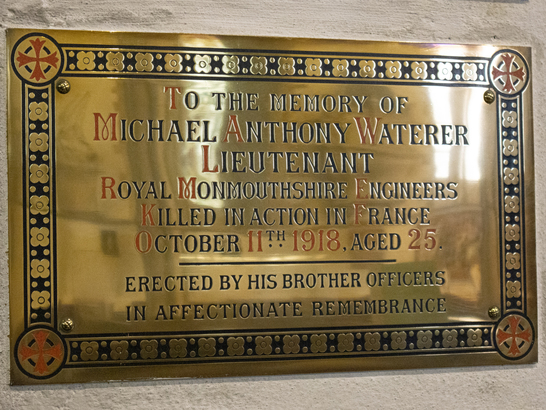 To the memory of
Michael Anthony Waterer
Lieutenant
Royal Monmouthshire Engineers
Killed in action in France
October 11TH 1918, aged 25.
Erected by his brother officers
in affectionate remembrance